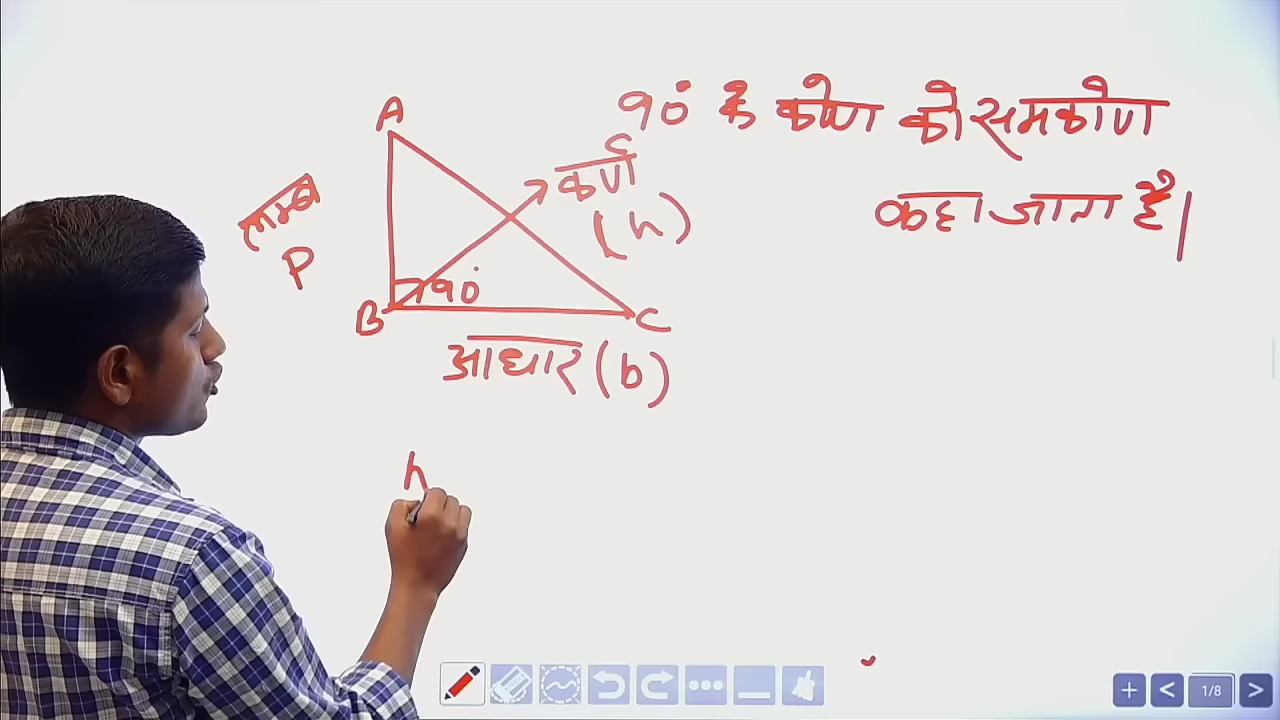 90° के कोण को समकोण
कहा जाता है।
A
कर्ण
(h)
लम्ब
P
90°
B
C
आधार (b)
h
1/8